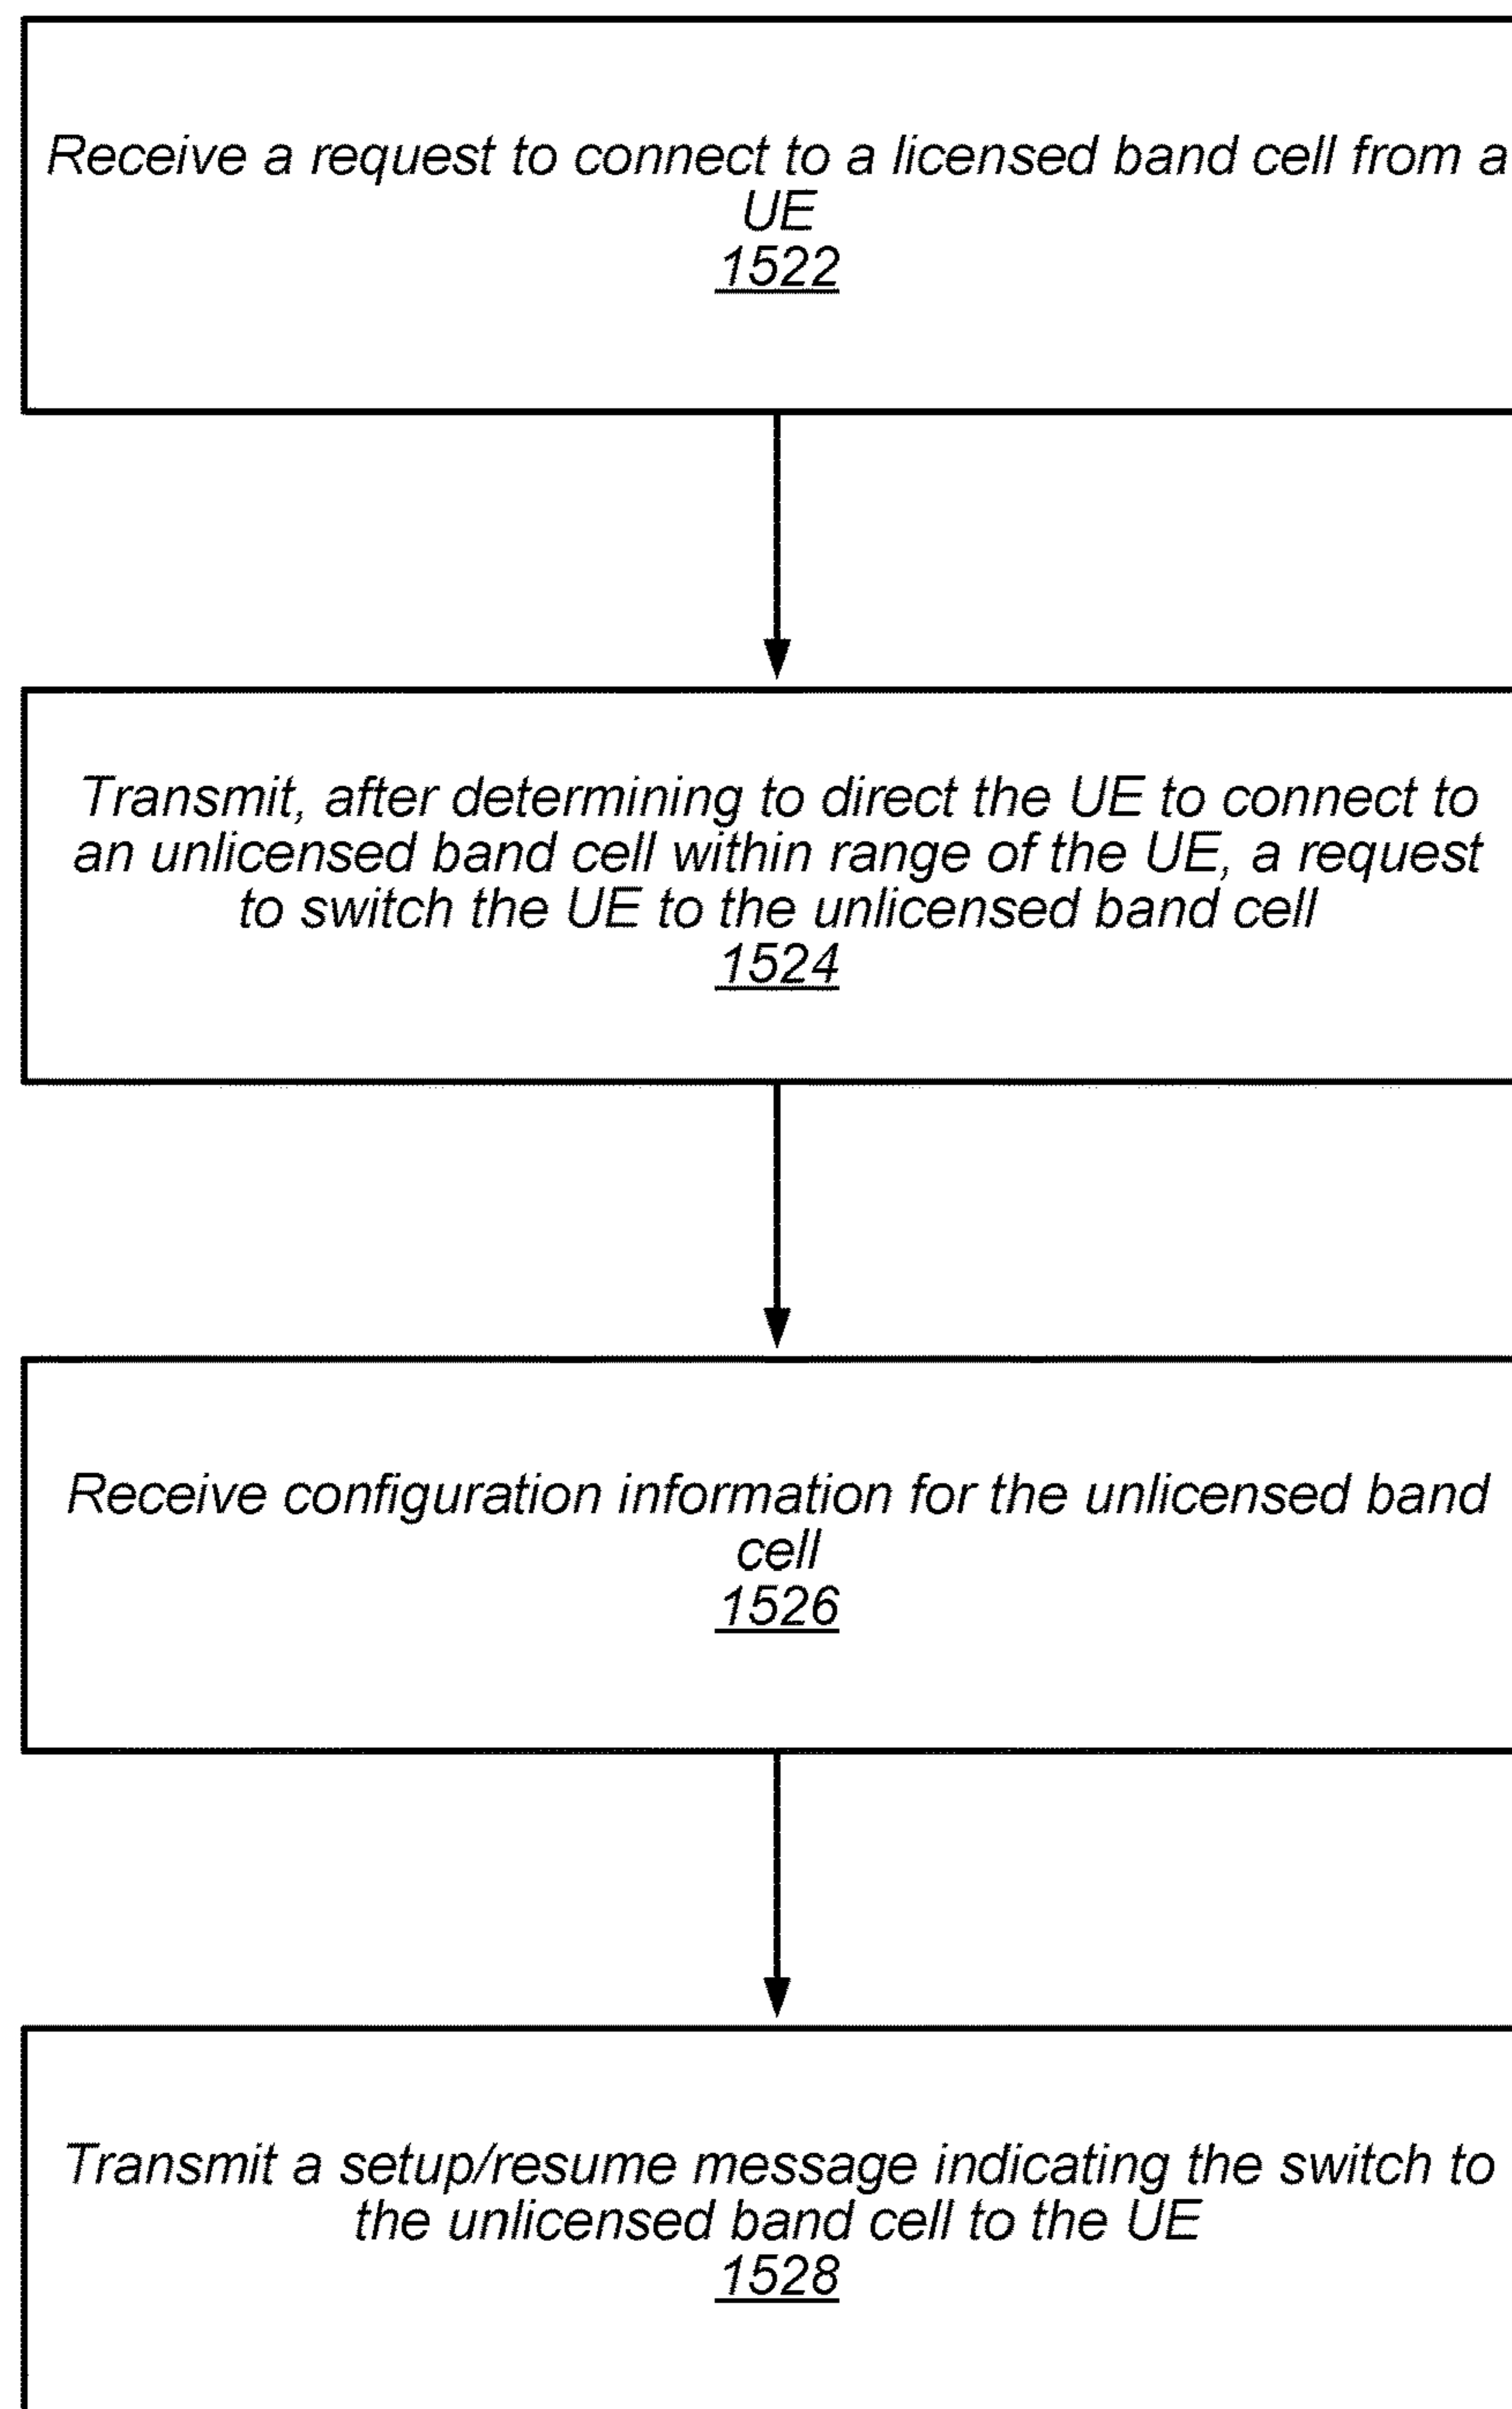 Receive a request to connect to a licensed band cell from a
UE
1522
Transmit, after determining to direct the UE to connect to
an unlicensed band cell within range of the UE, a request
to switch the UE to the unlicensed band cell
1524
Receive configuration information for the unlicensed band
cell
1526
Transmit a setup/resume message indicating the switch to
the unlicensed band cell to the UE
1528